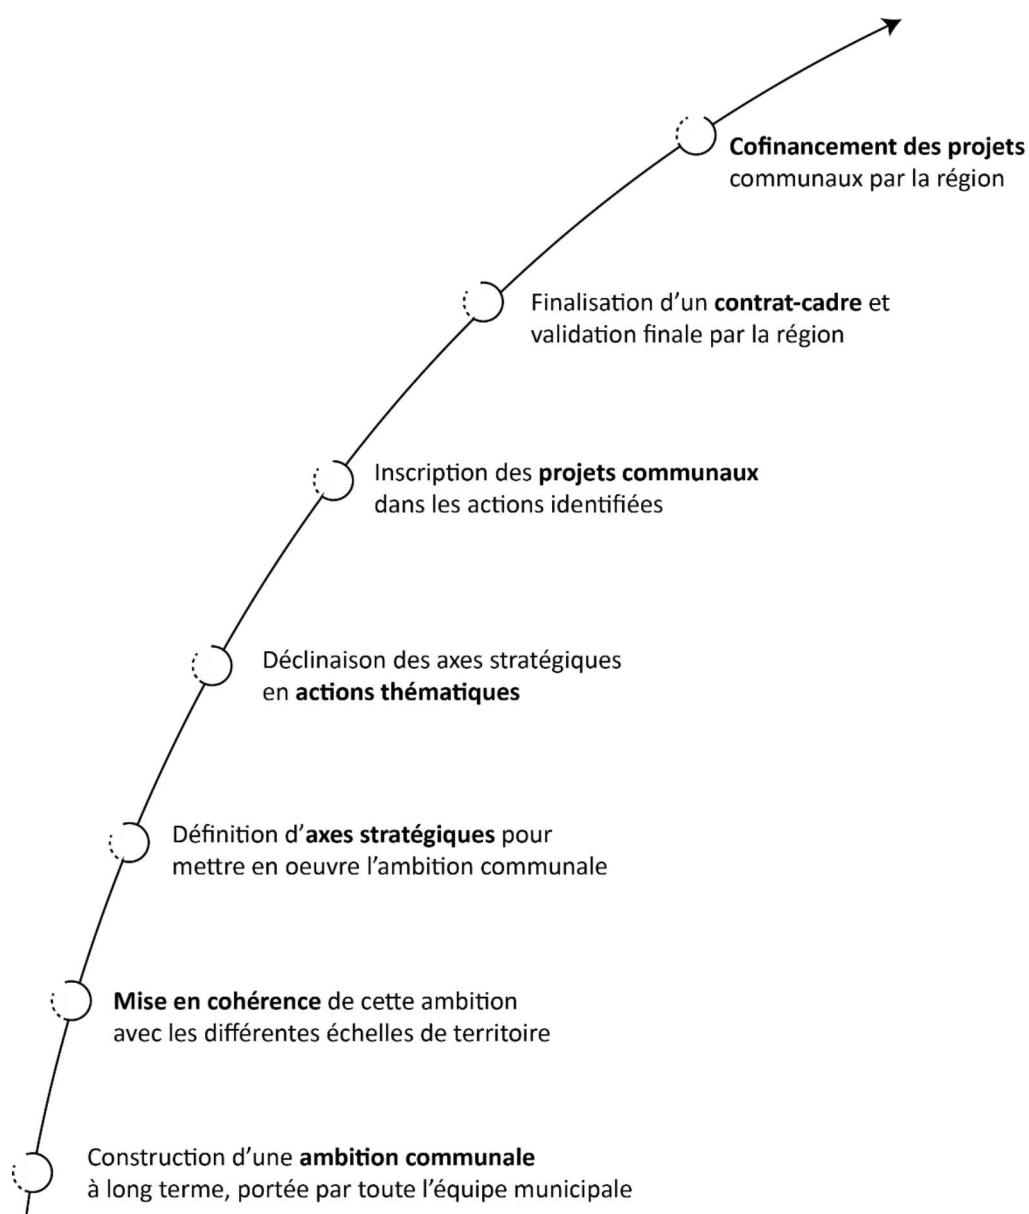 Cofinancement des projets
communaux par la région
Finalisation d’un contrat-cadre et
validation finale par la région
Inscription des projets communaux
dans les actions identifiées
Déclinaison des axes stratégiques
en actions thématiques
Définition d’axes stratégiques pour
mettre en oeuvre l’ambition communale
Mise en cohérence de cette ambition
avec les différentes échelles de territoire
Construction d’une ambition communale
à long terme, portée par toute l’équipe municipale